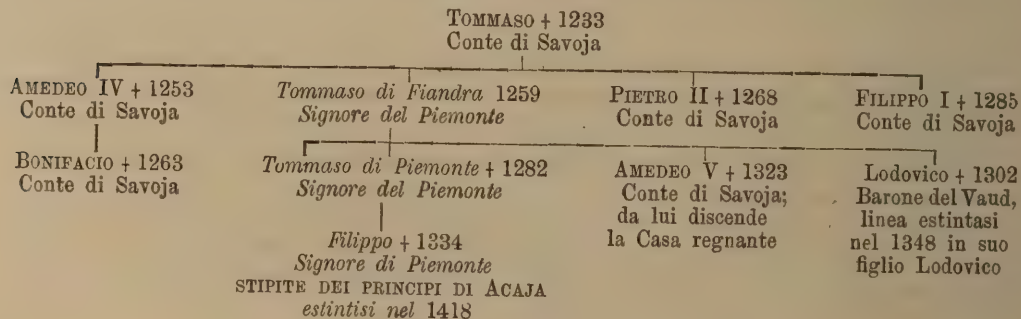 TOMMASO + 1233
Conte di Savoja
AMEDEO IV + 1253
Conte di Savoja
Tommaso di Fiandra 1259
Signore del Piemonte
PIETRO II + 1268
Conte di Savoja
FILIPPO I + 1285
Conte di Savoja
BONIFACIO + 1263
Conte di Savoja
Tommaso di Piemonte + 1282
Signore del Piemonte
AMEDEO V + 1323
Conte di Savoja;
da lui discende
la Casa regnante
Lodovico + 1302
Barone del Vaud,
linea estintasi
nel 1348 in suo
figlio Lodovico
Filippo + 1334
Signore di Piemonte
STIPITE DEI PRINCIPI DI ACAJA
estintisi nel 1418